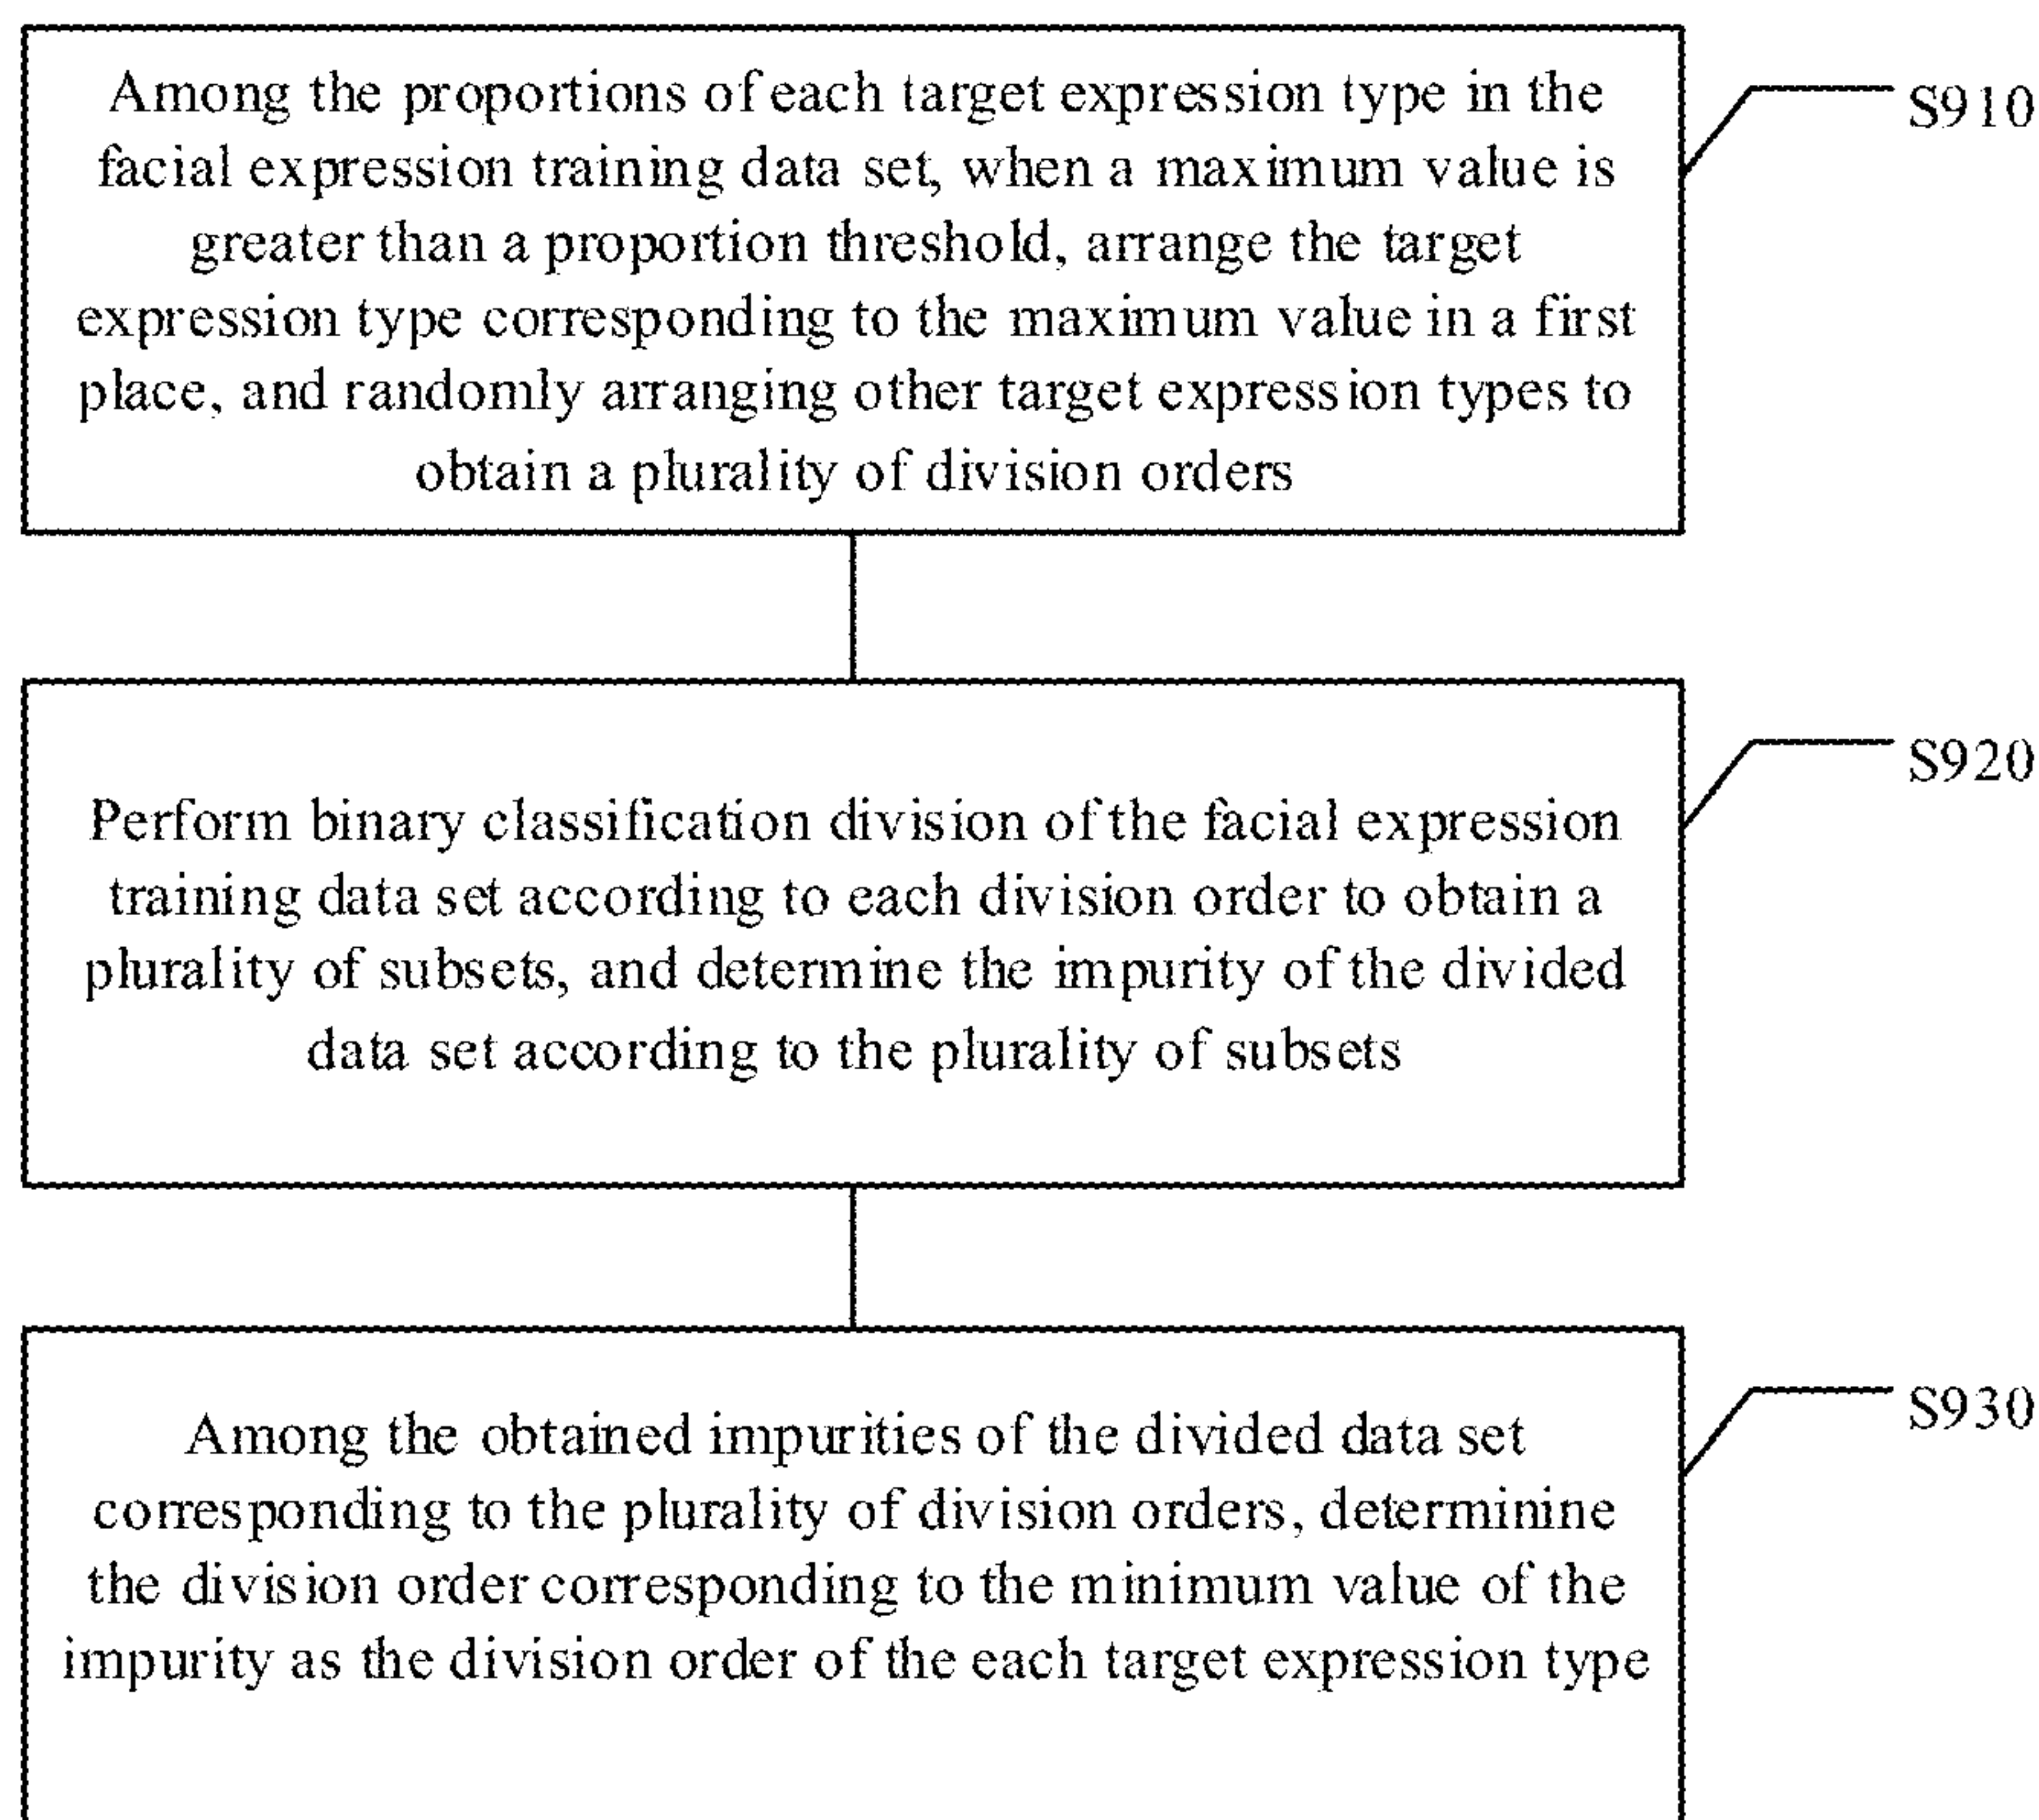 Among the proportions of each target expression type in the
facial expression training data set, when a maximum value is
greater than a proportion threshold, arrange the target
expression type corresponding to the maximum value in a first
place, and randomly arranging other target expression types to
obtain a plurality of division orders
S910
Perform binary classification division of the facial expression
training data set according to each division order to obtain a
plurality of subsets, and determine the impurity of the divided
data set according to the plurality of subsets
S920
Among the obtained impurities of the divided data set
corresponding to the plurality of division orders, determinine
the division order corresponding to the minimum value of the
impurity as the division order of the each target expression type
S930